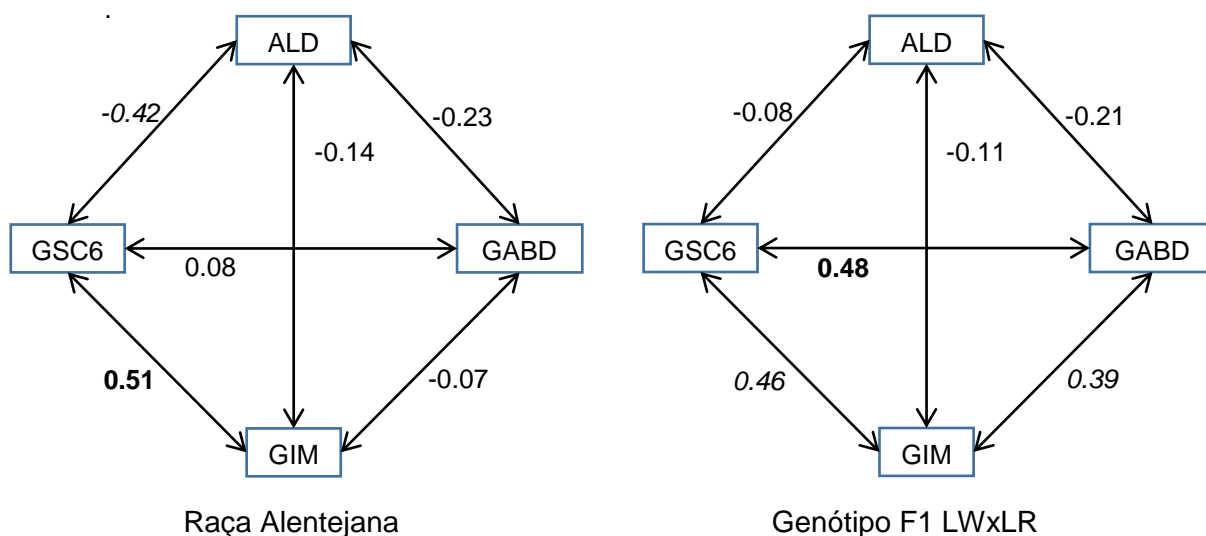 .
ALD
ALD
-0.42
-0.23
-0.08
-0.21
-0.14
-0.11
GSC6
GABD
GSC6
GABD
0.08
0.48
0.51
-0.07
0.46
0.39
GIM
GIM
Raça Alentejana
Genótipo F1 LWxLR